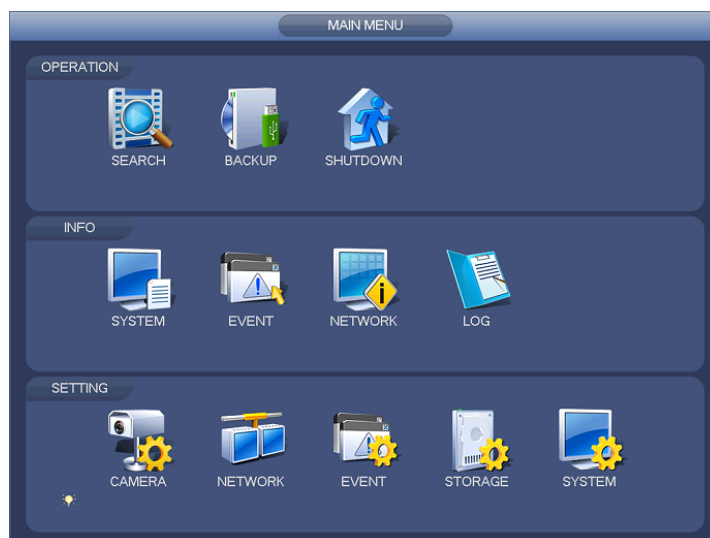 MAIN MENU
OPERATION
SEARCH BACKUP SHUTDOWN
INFO
SYSTEM EVENT NETWORK LOG
SETTING
CAMERA NETWORK EVENT STORAGE SYSTEM